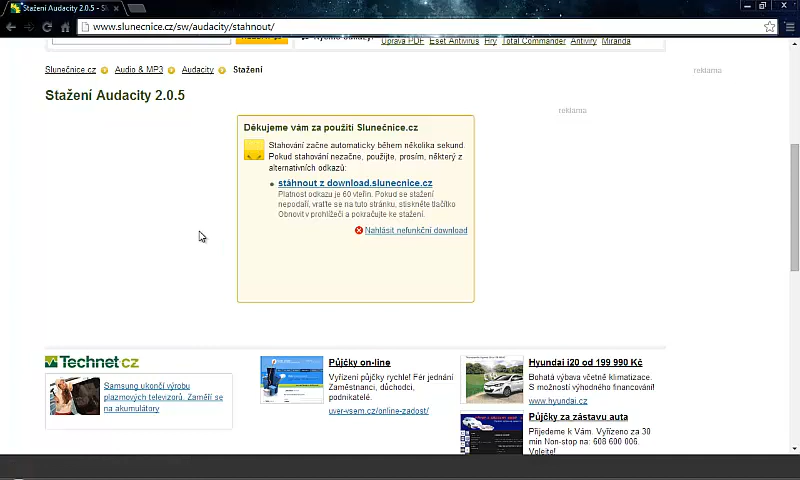 Stažení Audacity 2.0.5 - Sl
www.slunecnice.cz/sw/audacity/stahnout/
Úprava PDF Eset Antivirus Hry Total Commander Antiviry Miranda
Slunečnice.cz Audio & MP3 Audacity Stažení
reklama
Stažení Audacity 2.0.5
reklama
Děkujeme vám za použití Slunečnice.cz
Stahování začne automaticky během několika sekund.
Pokud stahování nezačne, použijte, prosím, některý z
alternativních odkazů:
stáhnout z download.slunecnice.cz
Platnost odkazu je 60 vteřin. Pokud se stažení
nepodaří, vraťte se na tuto stránku, stiskněte tlačítko
Obnovit v prohlížeči a pokračujte ke stažení.
Nahlásit nefunkční download
Technet.cz
Samsung ukončí výrobu
plazmových televizorů. Zaměří se
na akumulátory
Půjčky on-line
Vyřízení půjčky rychle! Fér jednání
Zaměstnanci, důchodci,
podnikatelé.
uver-vsem.cz/online-zadost/
Hyundai i20 od 199 990 Kč
Bohatá výbava včetně klimatizace.
S možností výhodného financování!
www.hyundai.cz
Půjčky za zástavu auta
Přijedeme k Vám. Vyřízeno za 30
min Non-stop na: 608 600 006.
Volejte!